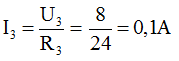 I₃ = U₃/R₃ = 8/24 = 0,1A